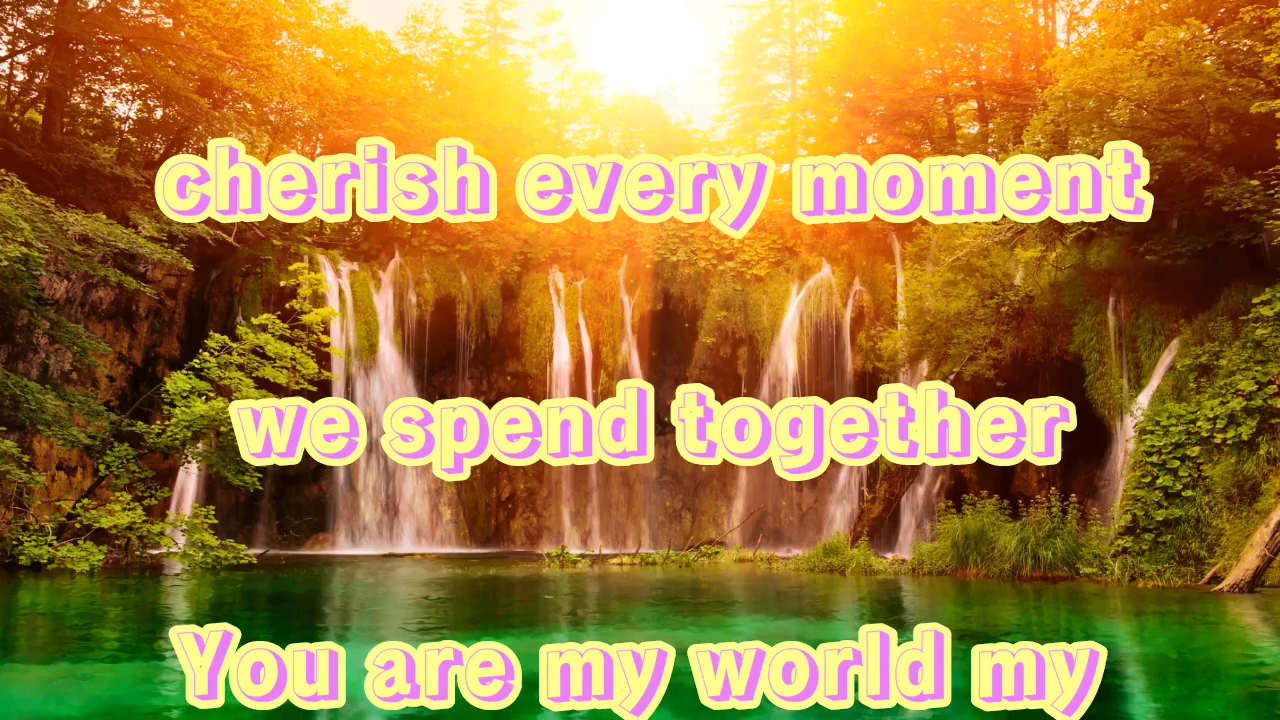 cherish every moment
we spend together
You are my world my